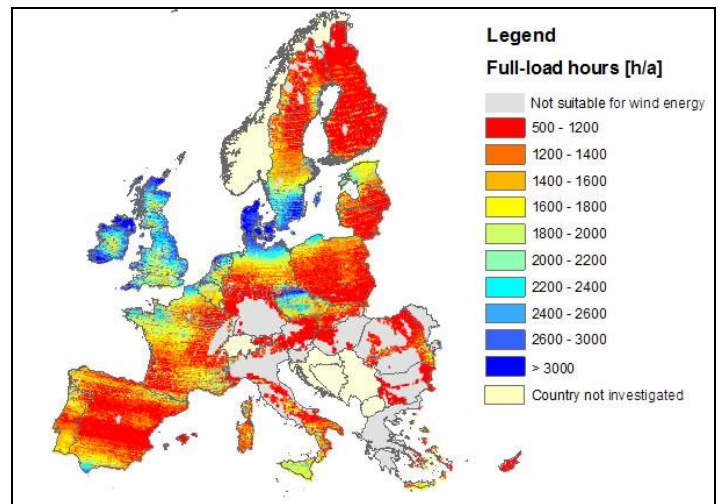 Legend
Full-load hours [h/a]
Not suitable for wind energy
500 - 1200
1200 - 1400
1400 - 1600
1600 - 1800
1800 - 2000
2000 - 2200
2200 - 2400
2400 - 2600
2600 - 3000
> 3000
Country not investigated